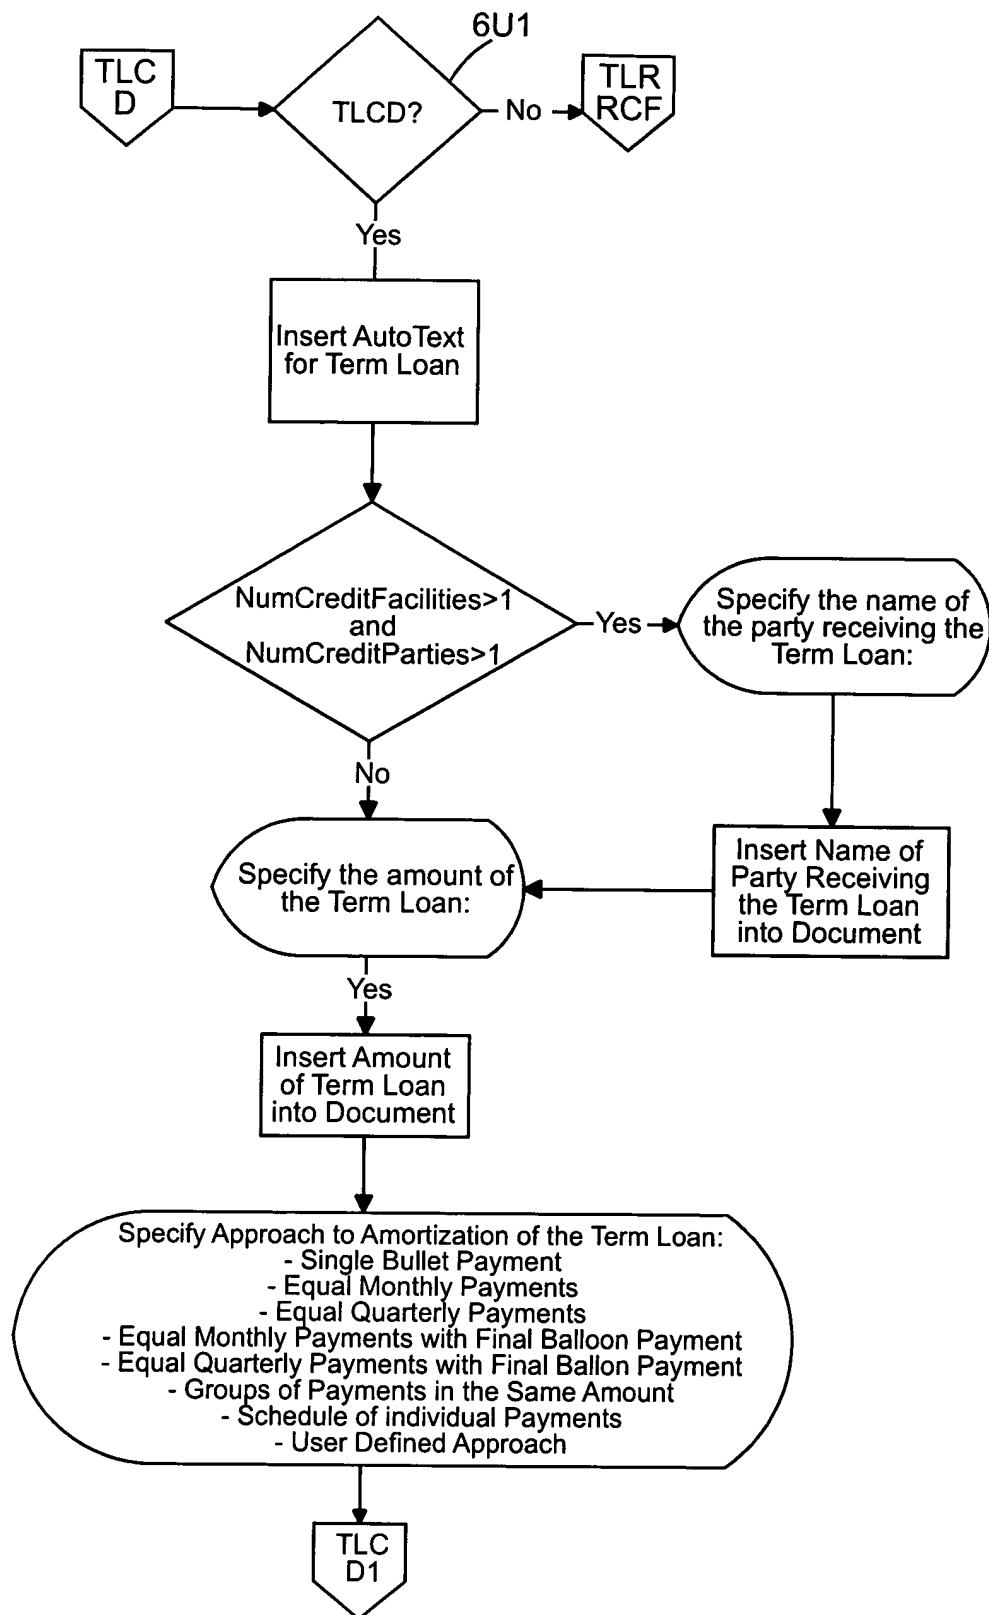 6U1
TLC
D
TLCD?
No
TLR
RCF
Yes
Insert AutoText
for Term Loan
NumCreditFacilities>1
and
NumCreditParties>1
Yes
Specify the name of
the party receiving the
Term Loan:
No
Insert Name of
Party Receiving
the Term Loan
into Document
Specify the amount of
the Term Loan:
Yes
Insert Amount
of Term Loan
into Document
Specify Approach to Amortization of the Term Loan:
- Single Bullet Payment
- Equal Monthly Payments
- Equal Quarterly Payments
- Equal Monthly Payments with Final Balloon Payment
- Equal Quarterly Payments with Final Ballon Payment
- Groups of Payments in the Same Amount
- Schedule of individual Payments
- User Defined Approach
TLC
D1